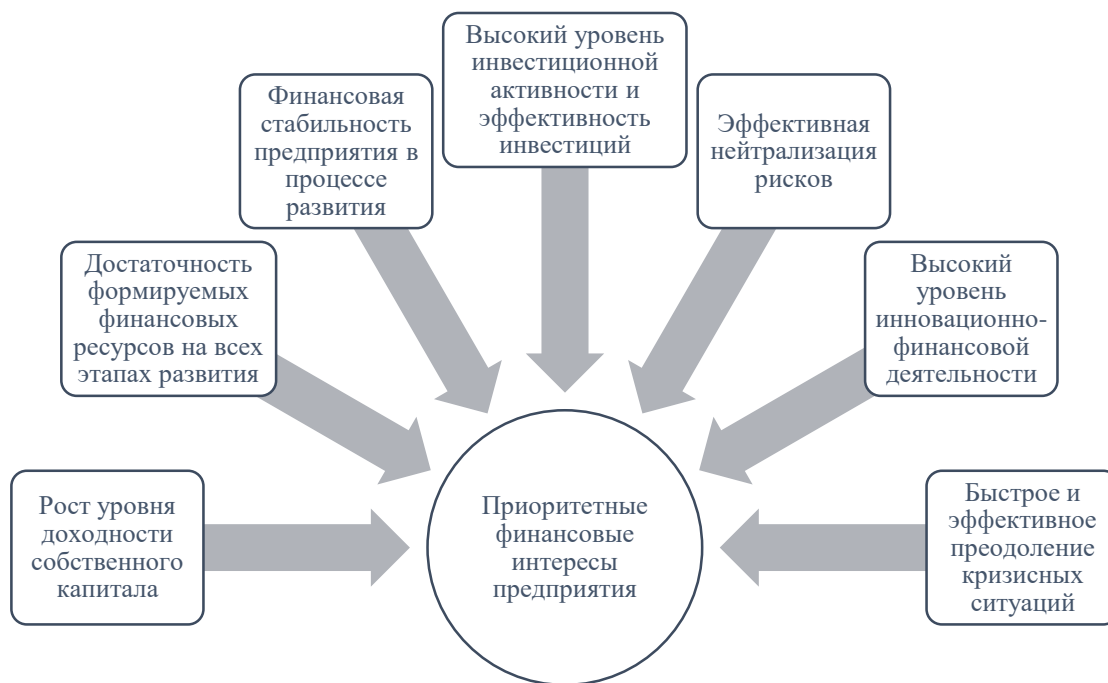 Высокий уровень
инвестиционной
активности и
эффективность
инвестиций
Финансовая
стабильность
предприятия в
процессе
развития
Эффективная
нейтрализация
рисков
Достаточность
формируемых
финансовых
ресурсов на всех
этапах развития
Высокий
уровень
инновационно-
финансовой
деятельности
Рост уровня
доходности
собственного
капитала
Приоритетные
финансовые
интересы
предприятия
Быстрое и
эффективное
преодоление
кризисных
ситуаций